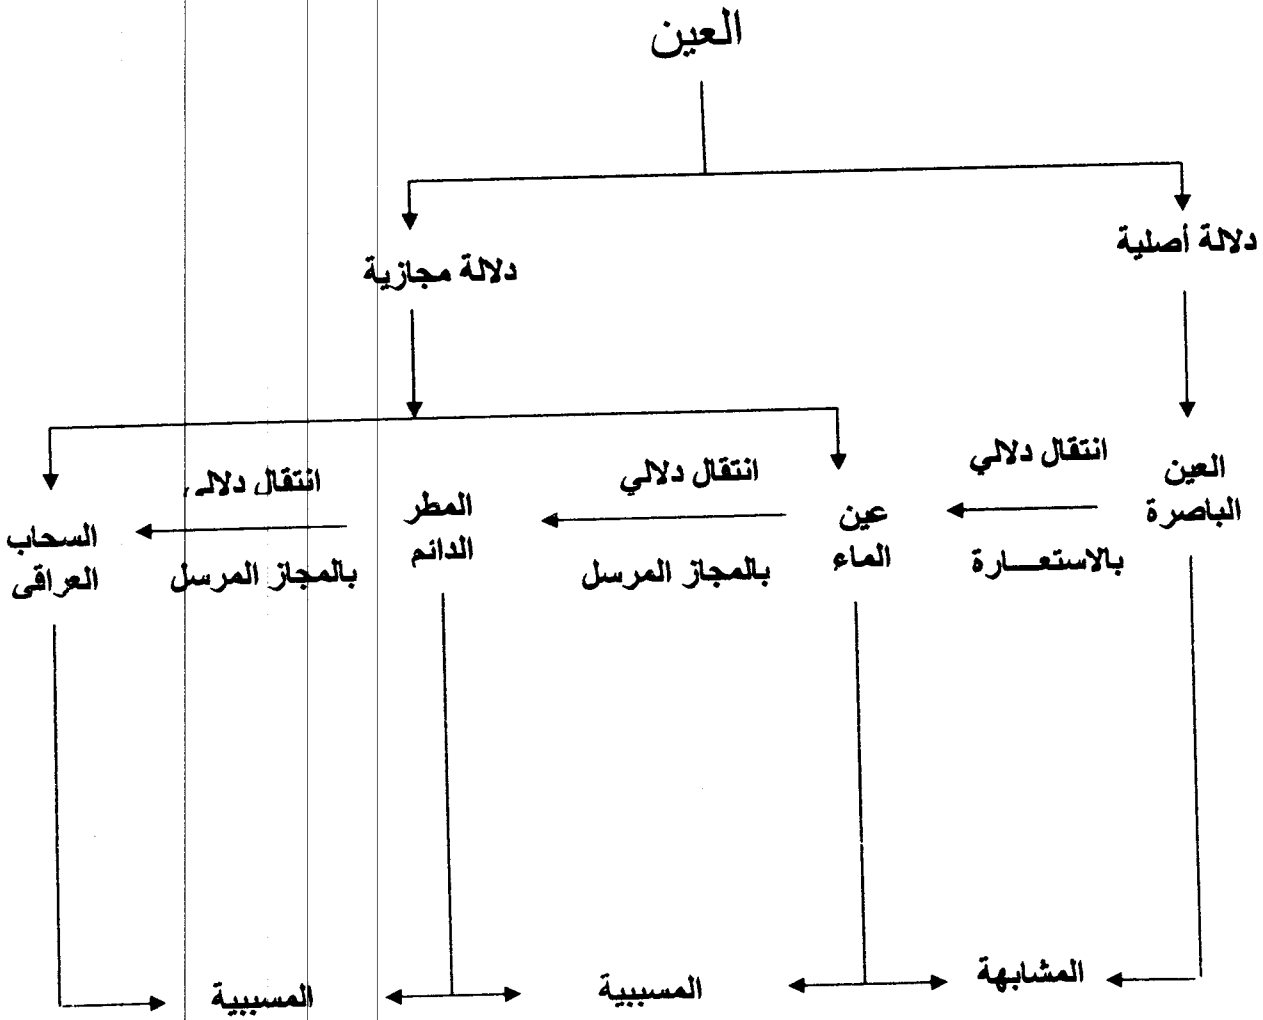 العين
دلالة أصلية
دلالة مجازية
العين
الباصرة
انتقال دلالي
بالاستعـــارة
عين
الماء
انتقال دلالي
بالمجاز المرسل
المطر
الدائم
انتقال دلالي
بالمجاز المرسل
السحاب
العراقى
المشابهة
المسببية
المسببية